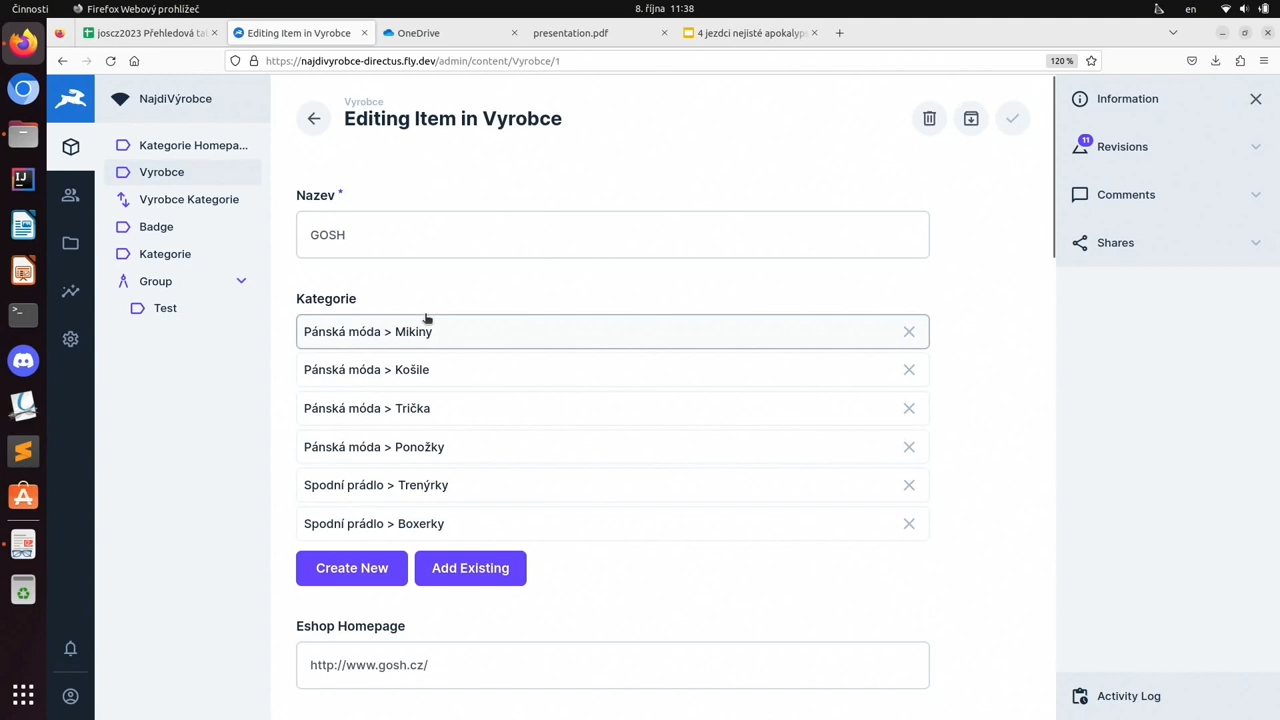 Činnosti
Firefox Webový prohlížeč
8. října 11:38
en
joscz2023 Přehledová ta
Editing Item in Vyrobce
OneDrive
presentation.pdf
4 jezdci nejisté apokalyps
https://najdivyrobce-directus.fly.dev/admin/content/Vyrobce/1
120 %
NajdiVýrobce
Kategorie Homepa...
Vyrobce
Vyrobce Kategorie
Badge
Kategorie
Group
Test
Vyrobce
Editing Item in Vyrobce
Nazev *
GOSH
Kategorie
Pánská móda > Mikiny
Pánská móda > Košile
Pánská móda > Trička
Pánská móda > Ponožky
Spodní prádlo > Trenýrky
Spodní prádlo > Boxerky
Create New
Add Existing
Eshop Homepage
http://www.gosh.cz/
Information
11
Revisions
Comments
Shares
Activity Log